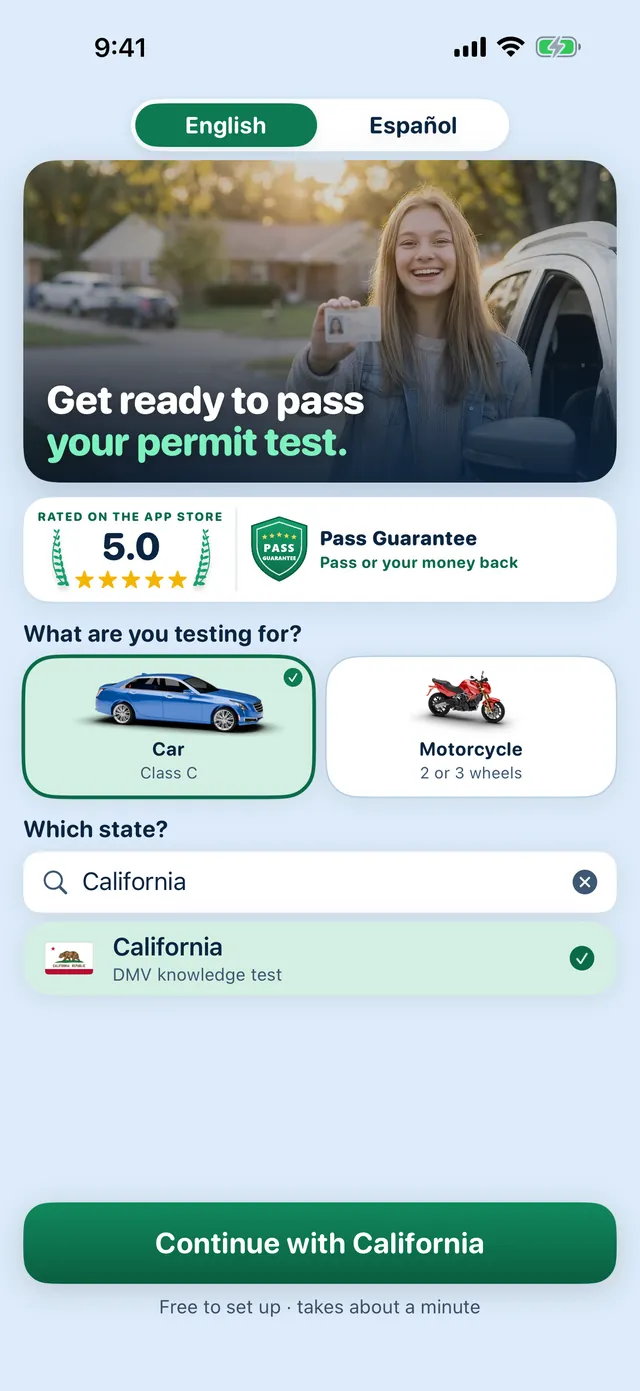 9:41
English
Español
Get ready to pass
your permit test.
RATED ON THE APP STORE
5.0
PASS
GUARANTEE
Pass Guarantee
Pass or your money back
What are you testing for?
Car
Class C
Motorcycle
2 or 3 wheels
Which state?
California
California
CALIFORNIA REPUBLIC
DMV knowledge test
Continue with California
Free to set up · takes about a minute